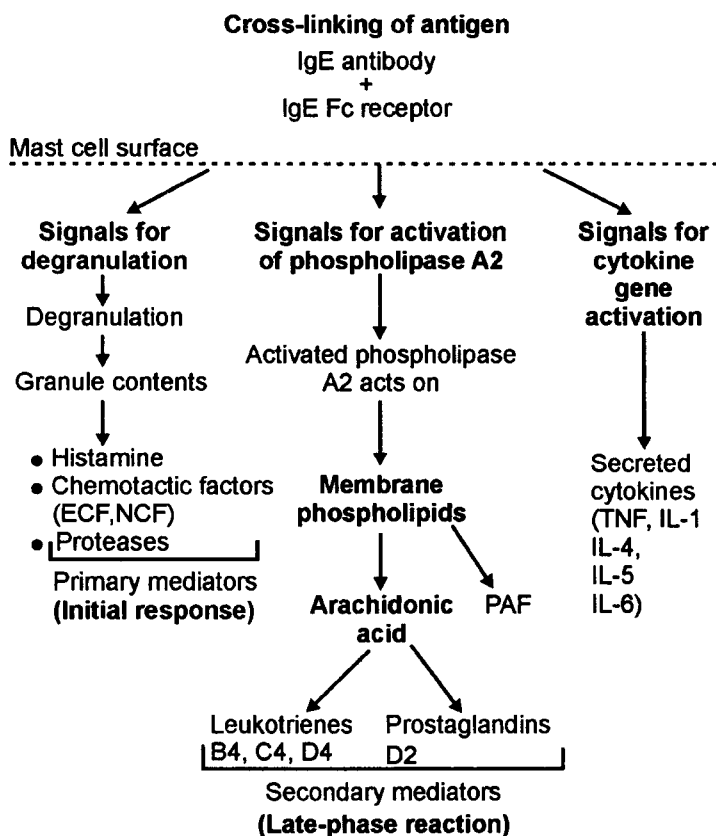 Cross-linking of antigen
IgE antibody
+
IgE Fc receptor
Mast cell surface
Signals for
degranulation
Degranulation
Granule contents
• Histamine
• Chemotactic factors
(ECF,NCF)
• Proteases
Primary mediators
(Initial response)
Signals for activation
of phospholipase A2
Activated phospholipase
A2 acts on
Membrane
phospholipids
Arachidonic
acid
PAF
Leukotrienes
B4, C4, D4
Prostaglandins
D2
Secondary mediators
(Late-phase reaction)
Signals for
cytokine
gene
activation
Secreted
cytokines
(TNF, IL-1
IL-4,
IL-5
IL-6)